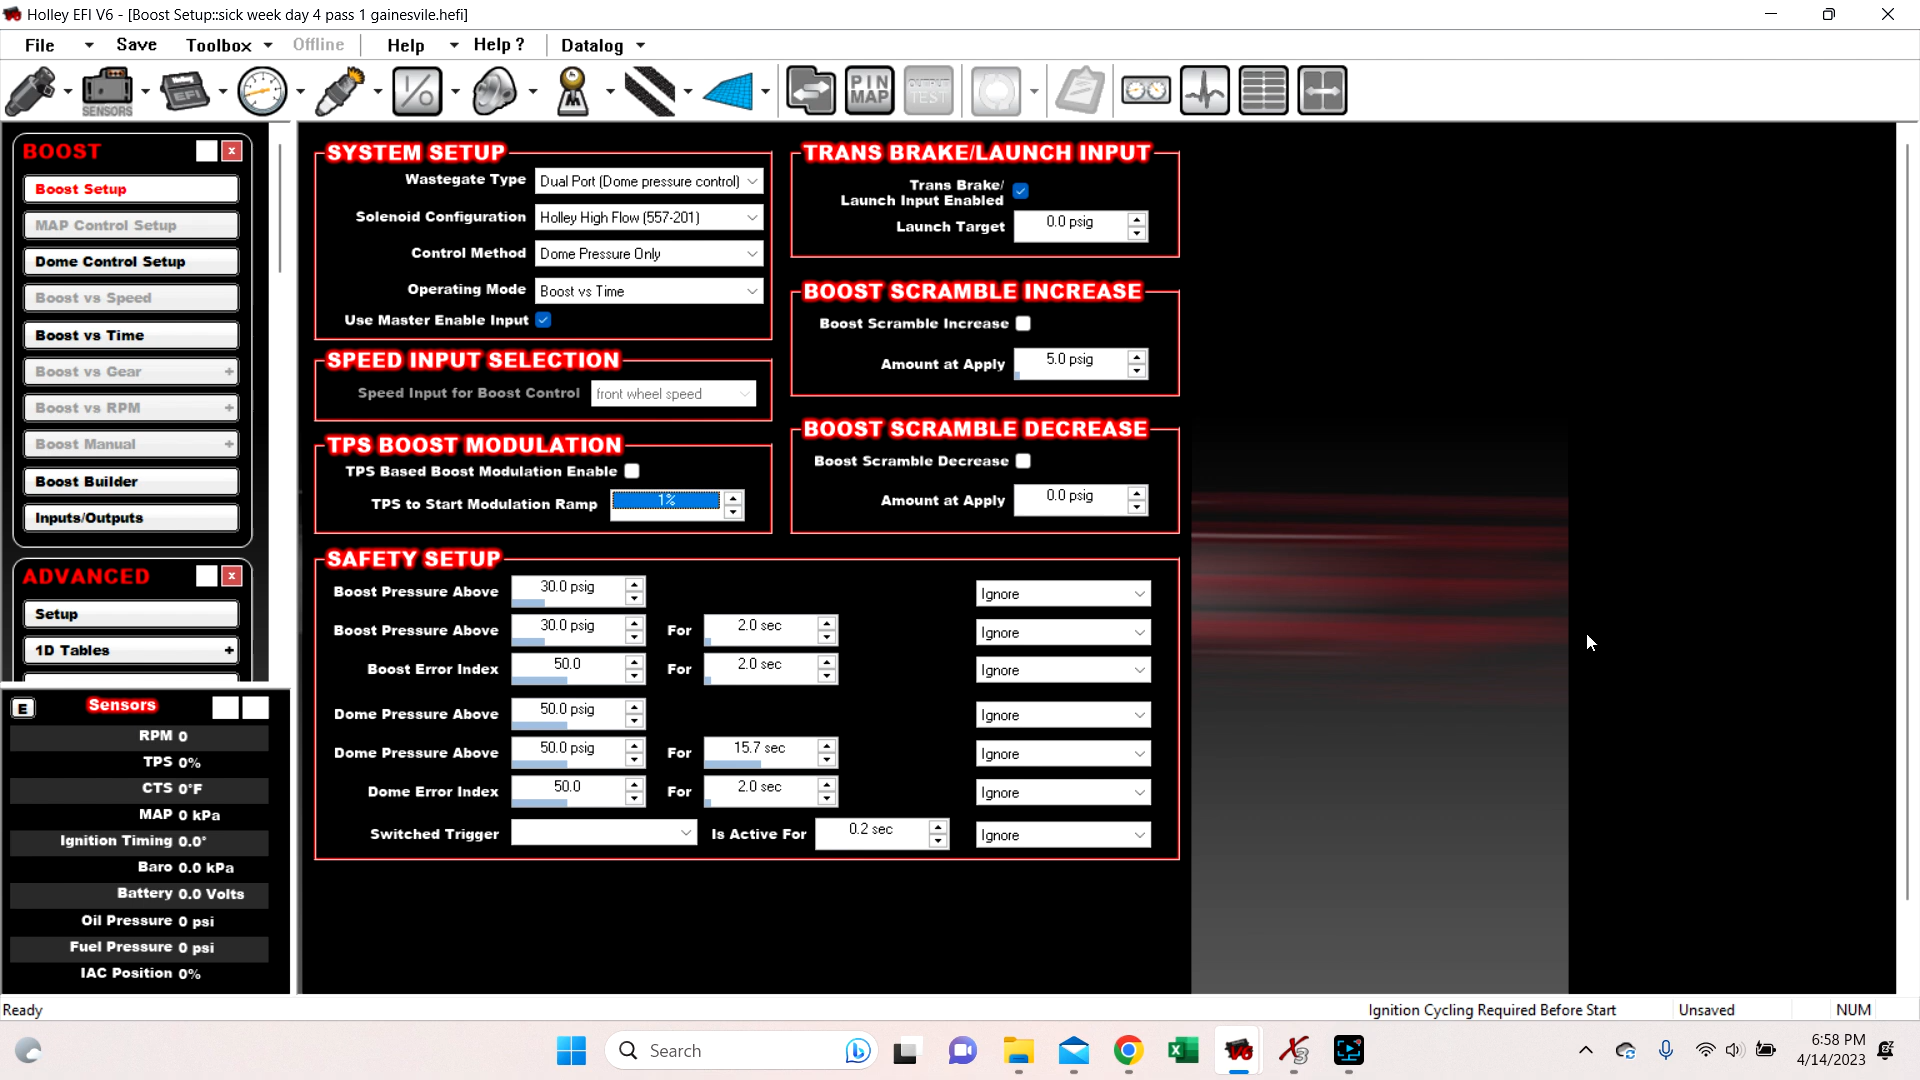 Holley EFI V6 - [Boost Setup::sick week day 4 pass 1 gainesvile.hefi]
File Save Toolbox Offline Help Help ?
SENSORS EFI I/O PIN MAP OUTPUT TEST
BOOST
Boost Setup
MAP Control Setup
Dome Control Setup
Boost vs Speed
Boost vs Time
Boost vs Gear +
Boost vs RPM +
Boost Manual +
Boost Builder
Inputs/Outputs
ADVANCED
Setup
1D Tables +
E Sensors
RPM 0
TPS 0%
CTS 0°F
MAP 0 kPa
Ignition Timing 0.0°
Baro 0.0 kPa
Battery 0.0 Volts
Oil Pressure 0 psi
Fuel Pressure 0 psi
IAC Position 0%
SYSTEM SETUP
Wastegate Type Dual Port (Dome pressure control)
Solenoid Configuration Holley High Flow (557-201)
Control Method Dome Pressure Only
Operating Mode Boost vs Time
Use Master Enable Input
SPEED INPUT SELECTION
Speed Input for Boost Control front wheel speed
TPS BOOST MODULATION
TPS Based Boost Modulation Enable
TPS to Start Modulation Ramp 1%
TRANS BRAKE/LAUNCH INPUT
Trans Brake/
Launch Input Enabled
Launch Target 0.0 psig
BOOST SCRAMBLE INCREASE
Boost Scramble Increase
Amount at Apply 5.0 psig
BOOST SCRAMBLE DECREASE
Boost Scramble Decrease
Amount at Apply 0.0 psig
SAFETY SETUP
Boost Pressure Above 30.0 psig Ignore
Boost Pressure Above 30.0 psig For 2.0 sec Ignore
Boost Error Index 50.0 For 2.0 sec Ignore
Dome Pressure Above 50.0 psig Ignore
Dome Pressure Above 50.0 psig For 15.7 sec Ignore
Dome Error Index 50.0 For 2.0 sec Ignore
Switched Trigger Is Active For 0.2 sec Ignore
Ready Ignition Cycling Required Before Start Unsaved NUM
Search
6:58 PM
4/14/2023